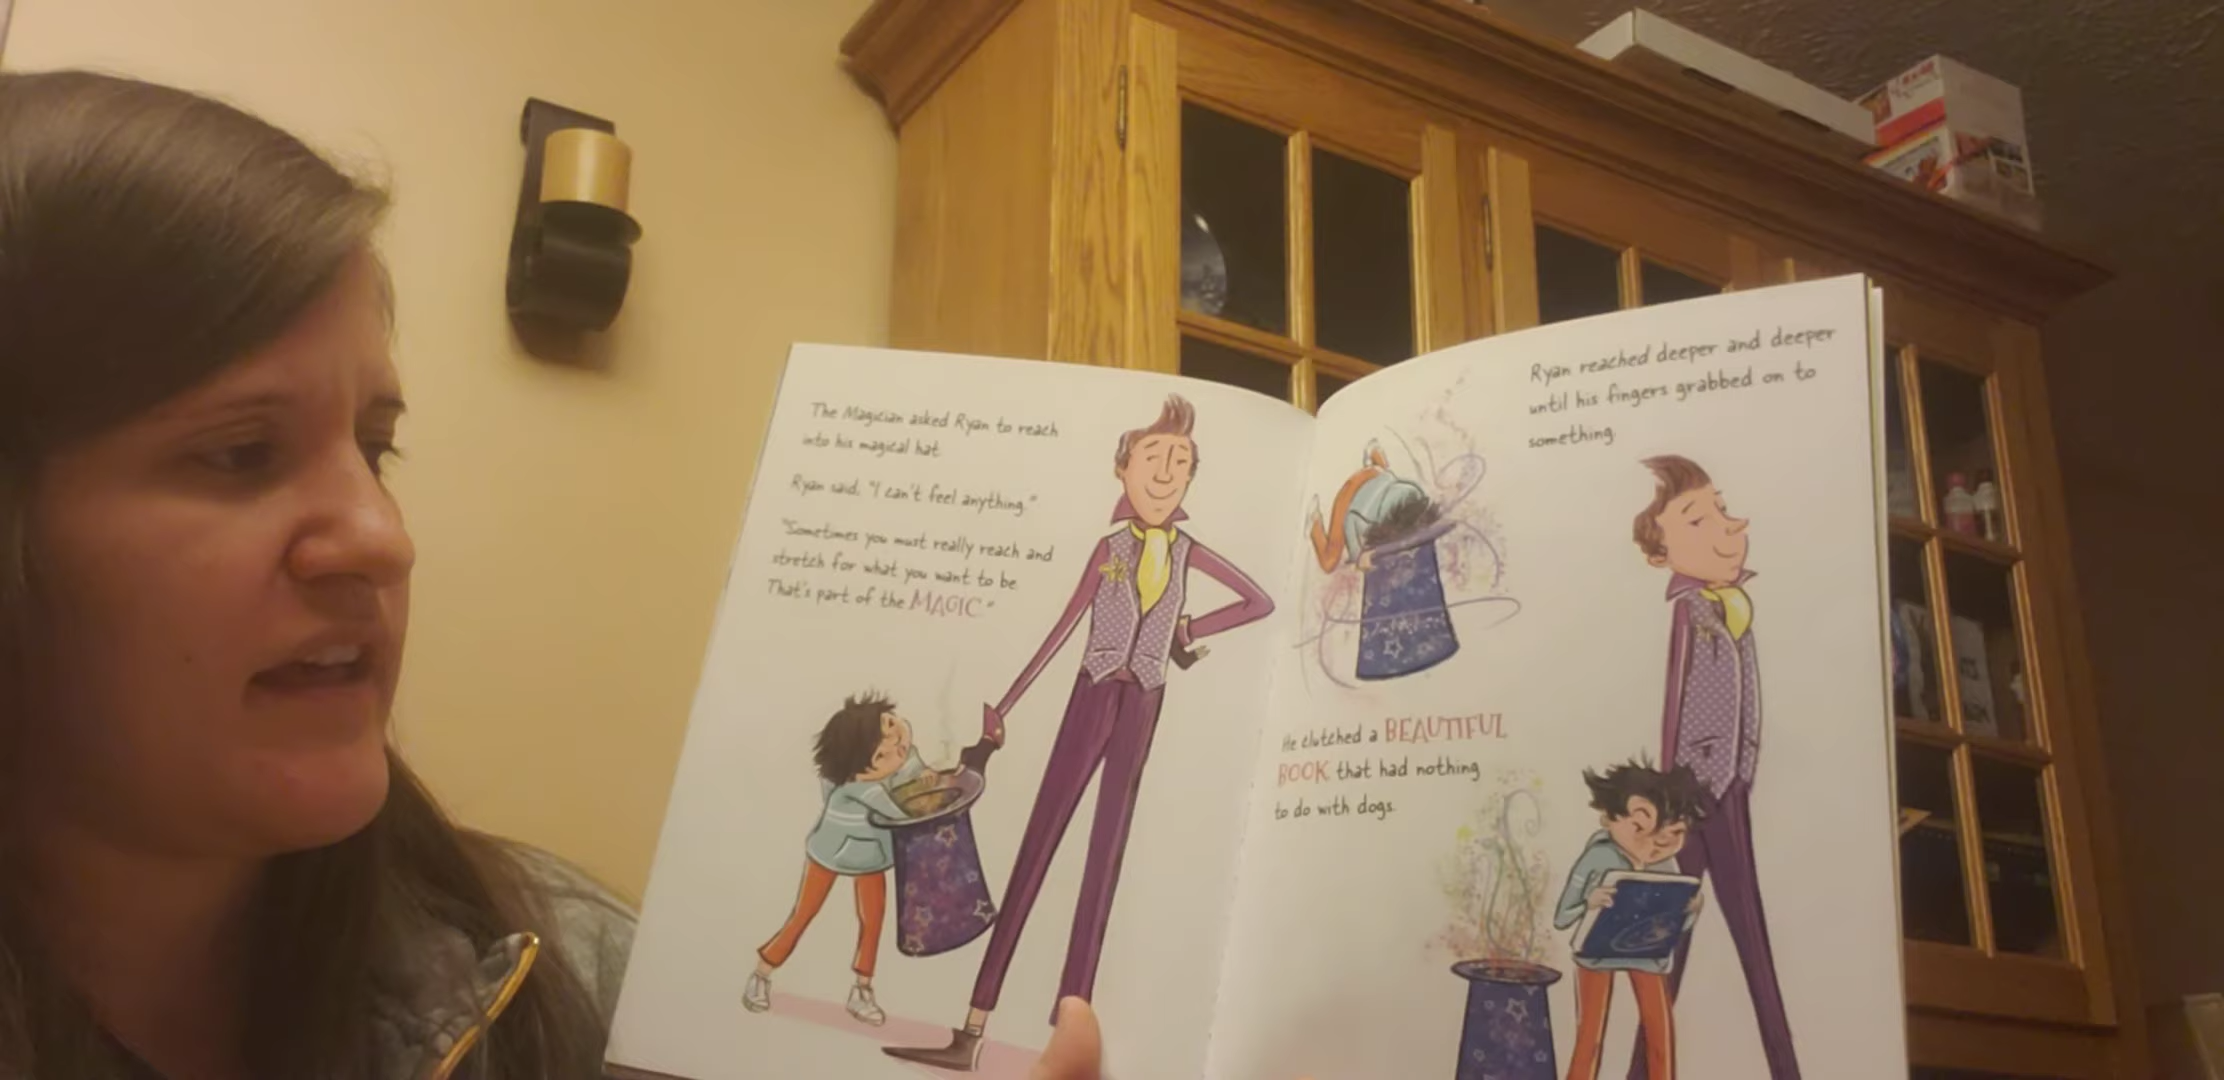 The Magician asked Ryan to reach
into his magical hat.
Ryan said, "I can't feel anything."
"Sometimes you must really reach and
stretch for what you want to be.
That's part of the MAGIC."
Ryan reached deeper and deeper
until his fingers grabbed on to
something.
He clutched a BEAUTIFUL
BOOK that had nothing
to do with dogs.